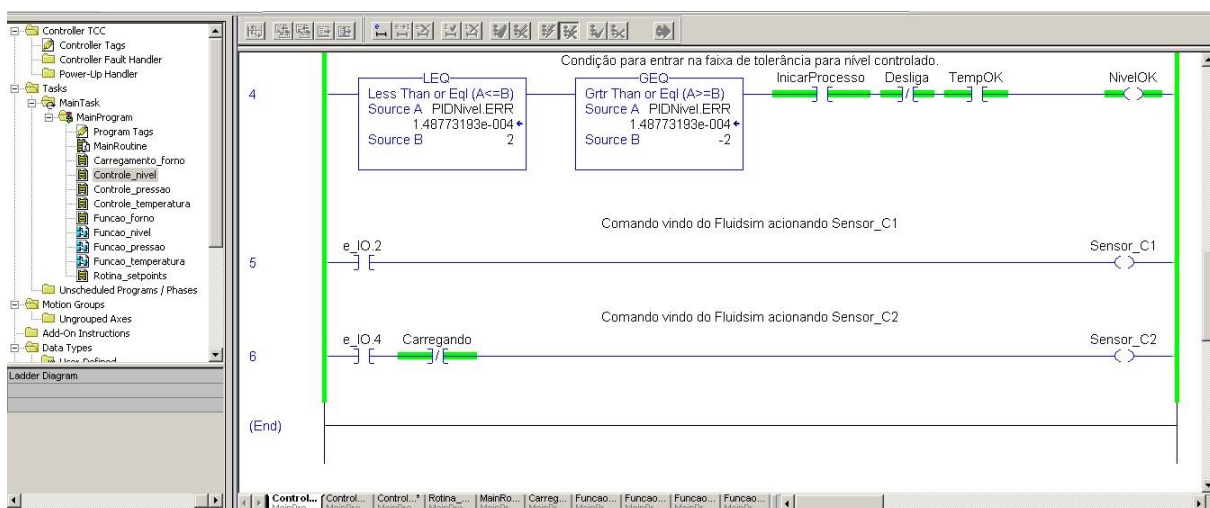 Controller TCC
Controller Tags
Controller Fault Handler
Power-Up Handler
Tasks
MainTask
MainProgram
Program Tags
MainRoutine
Carregamento_forno
Controle_nivel
Controle_pressao
Controle_temperatura
Funcao_forno
Funcao_nivel
Funcao_pressao
Funcao_temperatura
Rotina_setpoints
Unscheduled Programs / Phases
Motion Groups
Ungrouped Axes
Add-On Instructions
Data Types
User-Defined
Ladder Diagram
Condição para entrar na faixa de tolerância para nível controlado.
4
LEQ
Less Than or Eql (A<=B)
Source A PIDNivel.ERR
1.48773193e-004
Source B 2
GEQ
Grtr Than or Eql (A>=B)
Source A PIDNivel.ERR
1.48773193e-004
Source B -2
InicarProcesso Desliga TempOK NivelOK
Comando vindo do Fluidsim acionando Sensor_C1
5
e_IO.2 Sensor_C1
Comando vindo do Fluidsim acionando Sensor_C2
6
e_IO.4 Carregando Sensor_C2
(End)
Control... Control... Control...* Rotina_... MainRo... Carreg... Funcao... Funcao... Funcao... Funcao...